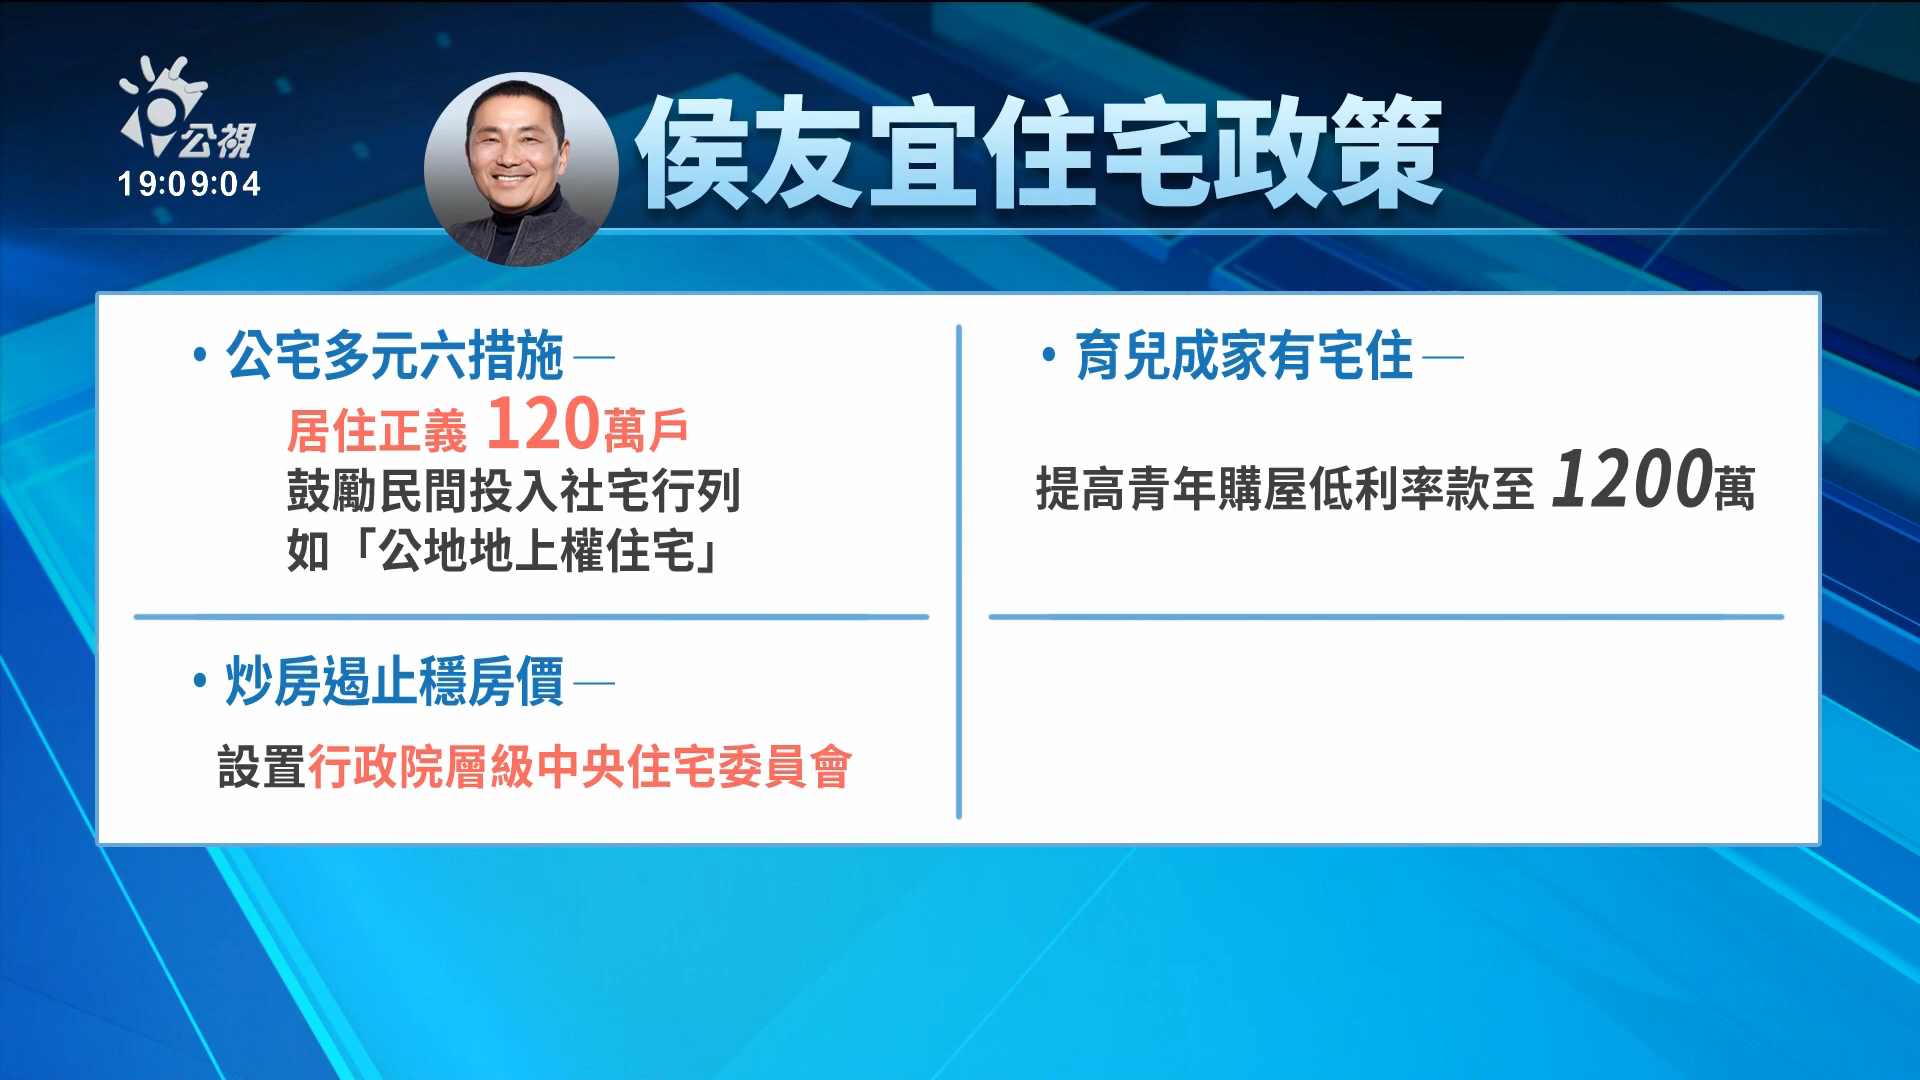 公視
19:09:04
侯友宜住宅政策
•公宅多元六措施—
居住正義 120萬戶
鼓勵民間投入社宅行列
如「公地地上權住宅」
•育兒成家有宅住—
提高青年購屋低利率款至 1200萬
•炒房遏止穩房價—
設置行政院層級中央住宅委員會